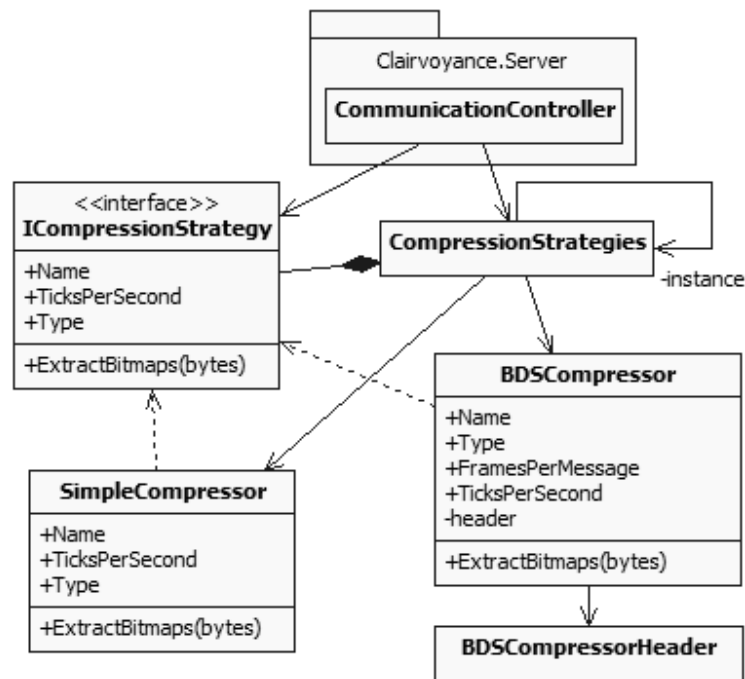 Clairvoyance.Server
CommunicationController
<<interface>>
ICompressionStrategy
+Name
+TicksPerSecond
+Type
+ExtractBitmaps(bytes)
CompressionStrategies
-instance
BDSCompressor
+Name
+Type
+FramesPerMessage
+TicksPerSecond
-header
+ExtractBitmaps(bytes)
SimpleCompressor
+Name
+TicksPerSecond
+Type
+ExtractBitmaps(bytes)
BDSCompressorHeader